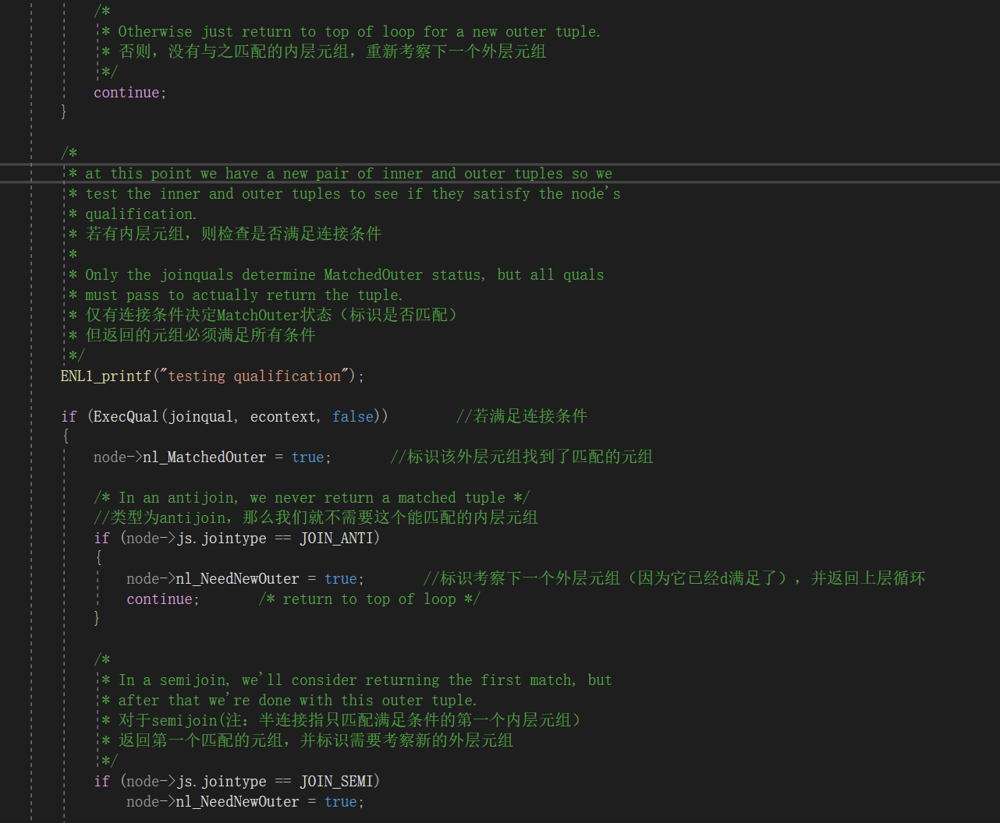 /*
* Otherwise just return to top of loop for a new outer tuple.
* 否则，没有与之匹配的内层元组，重新考察下一个外层元组
*/
continue;
}
/*
* at this point we have a new pair of inner and outer tuples so we
* test the inner and outer tuples to see if they satisfy the node's
* qualification.
* 若有内层元组，则检查是否满足连接条件
*
* Only the joinquals determine MatchedOuter status, but all quals
* must pass to actually return the tuple.
* 仅有连接条件决定MatchOuter状态（标识是否匹配）
* 但返回的元组必须满足所有条件
*/
ENL1_printf("testing qualification");
if (ExecQual(joinqual, econtext, false)) //若满足连接条件
{
node->nl_MatchedOuter = true; //标识该外层元组找到了匹配的元组
/* In an antijoin, we never return a matched tuple */
//类型为antijoin，那么我们就不需要这个能匹配的内层元组
if (node->js.jointype == JOIN_ANTI)
{
node->nl_NeedNewOuter = true; //标识考察下一个外层元组（因为它已经d满足了），并返回上层循环
continue; /* return to top of loop */
}
/*
* In a semijoin, we'll consider returning the first match, but
* after that we're done with this outer tuple.
* 对于semijoin(注：半连接指只匹配满足条件的第一个内层元组）
* 返回第一个匹配的元组，并标识需要考察新的外层元组
*/
if (node->js.jointype == JOIN_SEMI)
node->nl_NeedNewOuter = true;